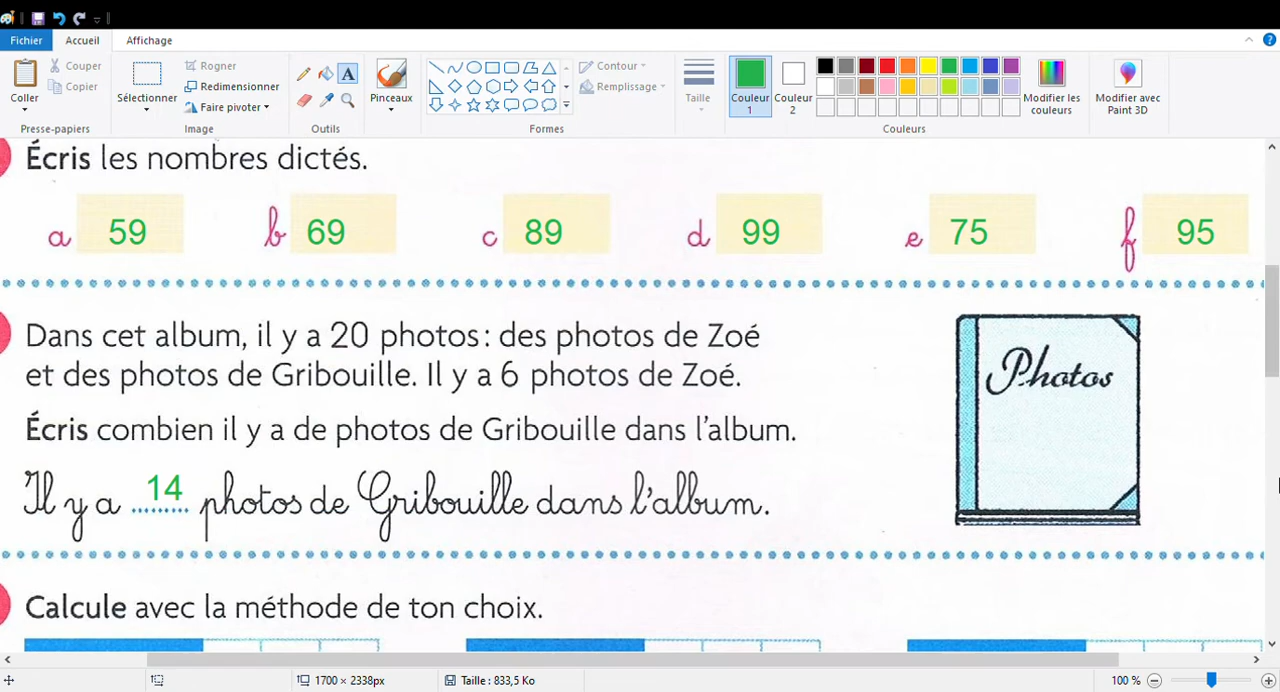 Fichier Accueil Affichage
Coller Couper Copier
Sélectionner Rogner Redimensionner Faire pivoter
A
Pinceaux
Contour Remplissage
Taille
Couleur 1 Couleur 2
Modifier les couleurs
Modifier avec Paint 3D
Presse-papiers Image Outils Formes Couleurs
Écris les nombres dictés.
a 59 b 69 c 89 d 99 e 75 f 95
Dans cet album, il y a 20 photos : des photos de Zoé
et des photos de Gribouille. Il y a 6 photos de Zoé.
Photos
Écris combien il y a de photos de Gribouille dans l'album.
Il y a 14 photos de Gribouille dans l'album.
Calcule avec la méthode de ton choix.
1700 × 2338px Taille : 833,5 Ko 100 %